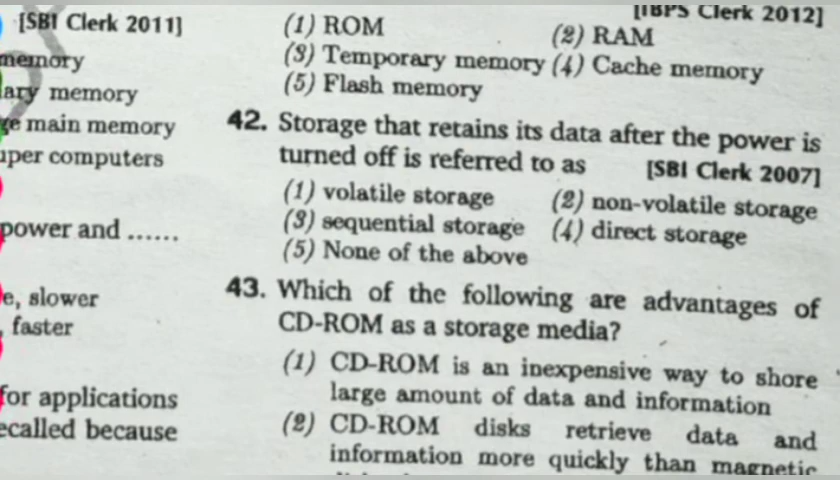 [SBI Clerk 2011]
memory
ary memory
ge main memory
uper computers
power and ......
e, slower
, faster
for applications
ecalled because
[IBPS Clerk 2012]
(1) ROM (2) RAM
(3) Temporary memory (4) Cache memory
(5) Flash memory
42. Storage that retains its data after the power is
turned off is referred to as [SBI Clerk 2007]
(1) volatile storage (2) non-volatile storage
(3) sequential storage (4) direct storage
(5) None of the above
43. Which of the following are advantages of
CD-ROM as a storage media?
(1) CD-ROM is an inexpensive way to shore
large amount of data and information
(2) CD-ROM disks retrieve data and
information more quickly than magnetic